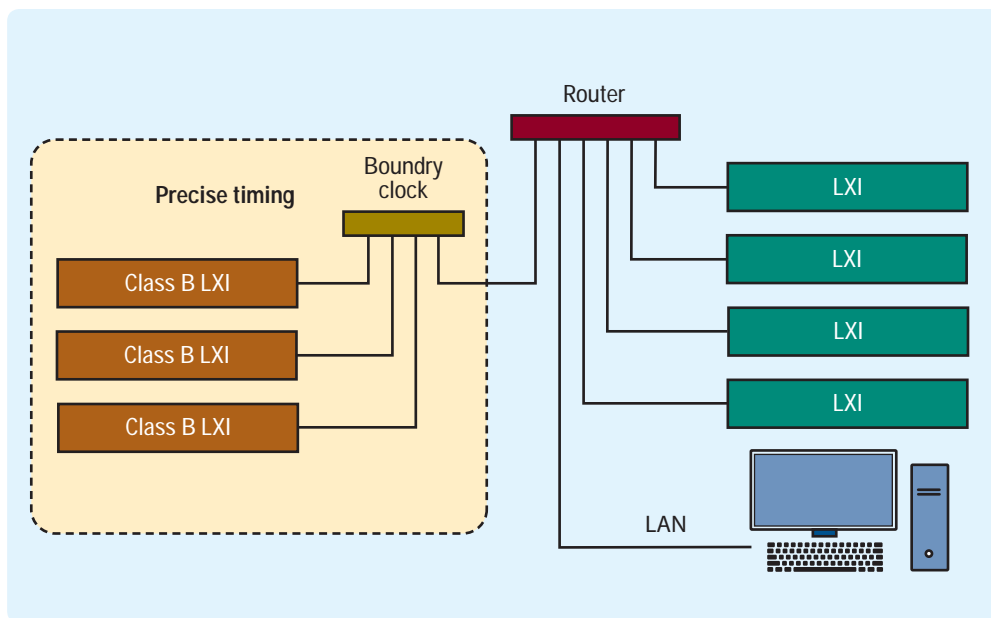 Router
Boundry
clock
Precise timing
Class B LXI
Class B LXI
Class B LXI
LXI
LXI
LXI
LXI
LAN